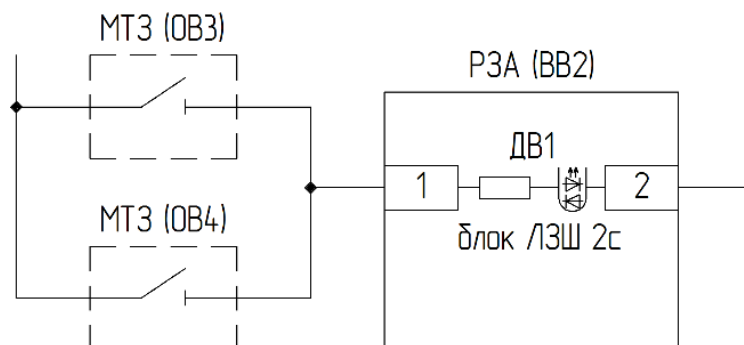 МТЗ (ОВ3)
РЗА (ВВ2)
ДВ1
1
2
МТЗ (ОВ4)
блок ЛЗШ 2с